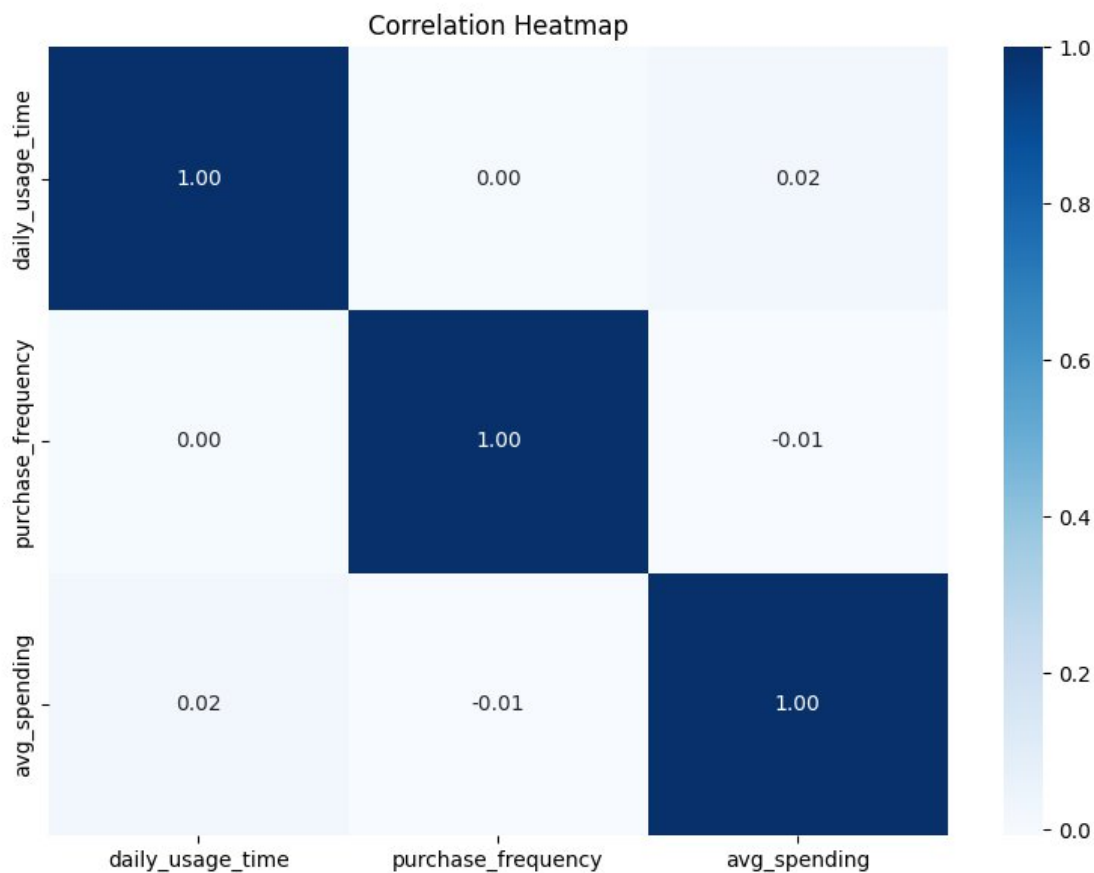 Correlation Heatmap
daily_usage_time
1.00
0.00
0.02
purchase_frequency
0.00
1.00
-0.01
avg_spending
0.02
-0.01
1.00
daily_usage_time
purchase_frequency
avg_spending
1.0
0.8
0.6
0.4
0.2
0.0